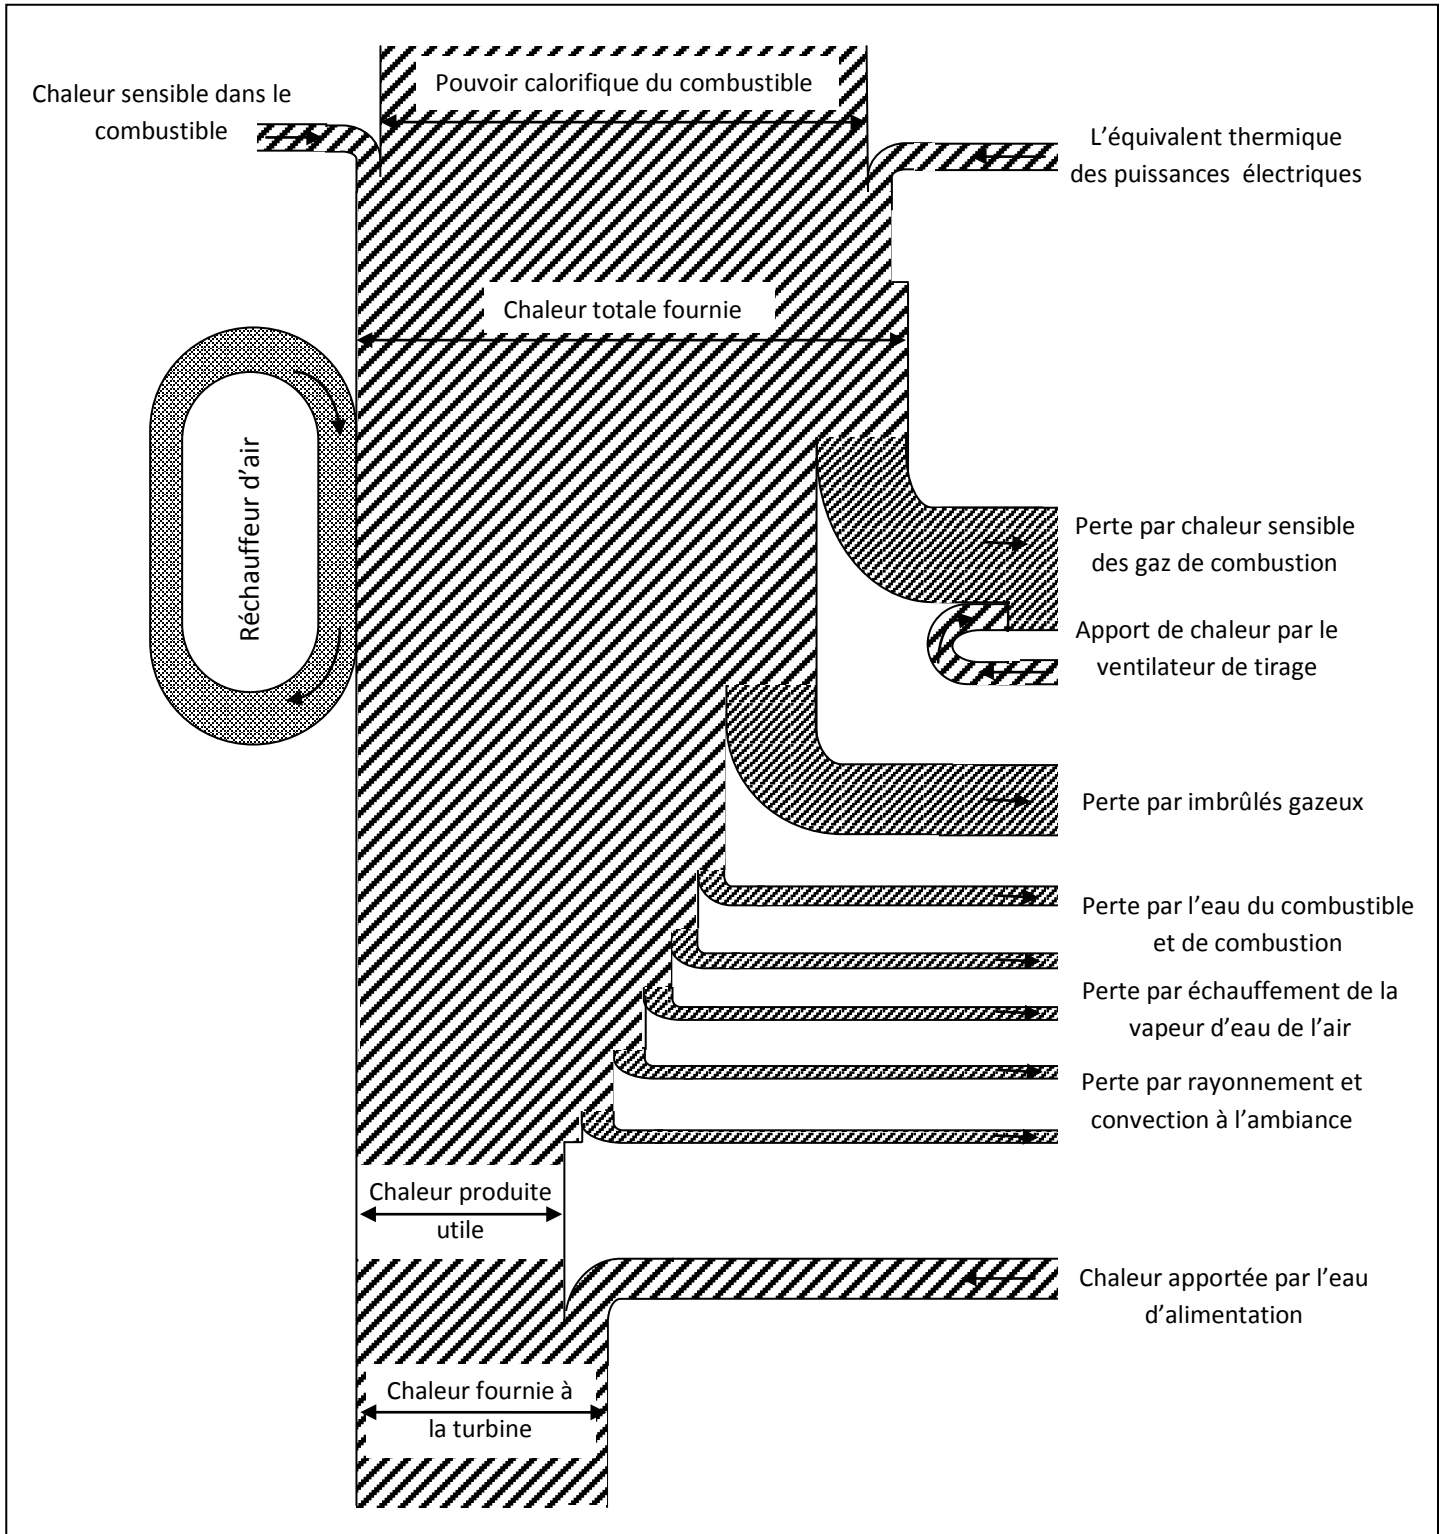 Pouvoir calorifique du combustible
Chaleur sensible dans le
combustible
L’équivalent thermique
des puissances électriques
Chaleur totale fournie
Réchauffeur d’air
Perte par chaleur sensible
des gaz de combustion
Apport de chaleur par le
ventilateur de tirage
Perte par imbrûlés gazeux
Perte par l’eau du combustible
et de combustion
Perte par échauffement de la
vapeur d’eau de l’air
Perte par rayonnement et
convection à l’ambiance
Chaleur produite
utile
Chaleur apportée par l’eau
d’alimentation
Chaleur fournie à
la turbine